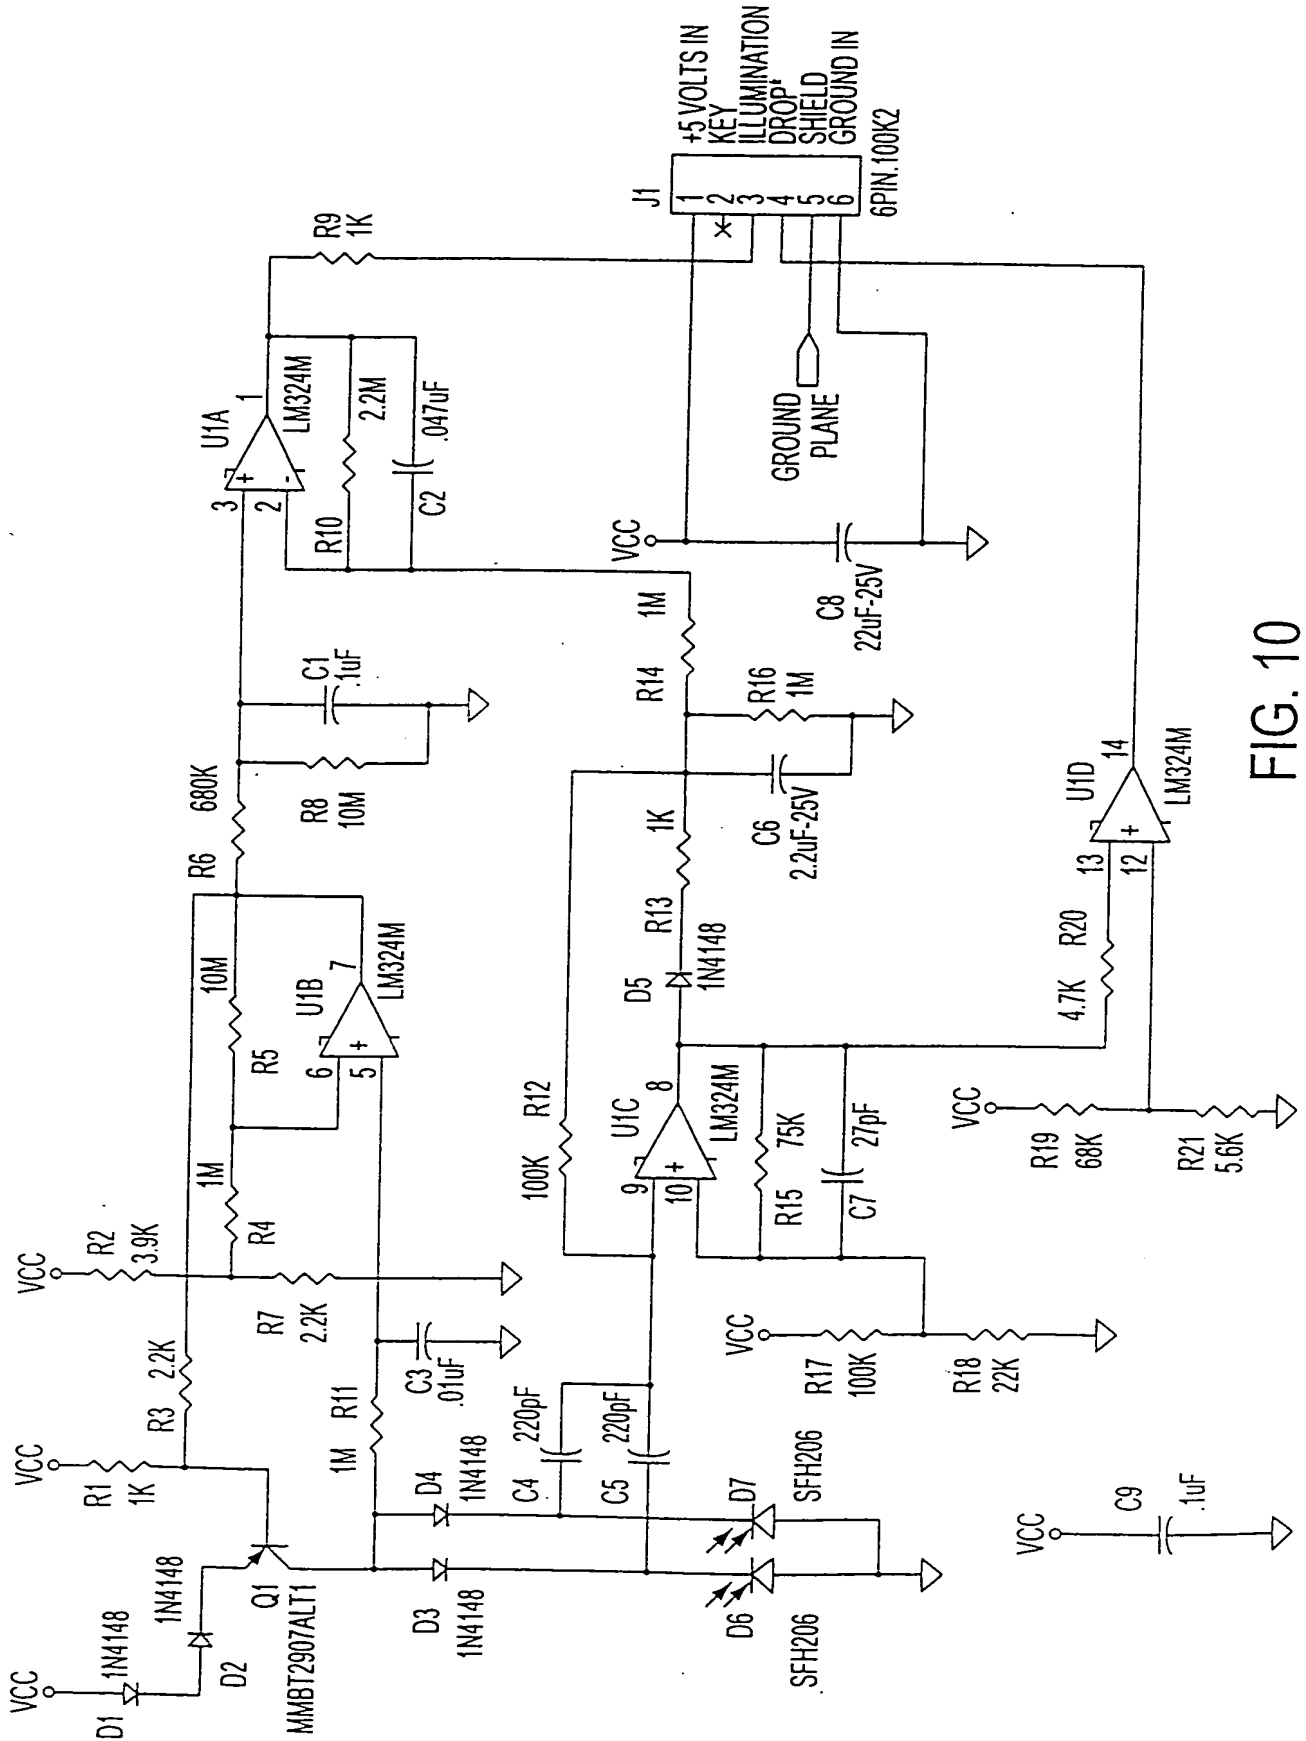 VCC
D1
1N4148
D2
1N4148
Q1
MMBT2907ALT1
VCC
R1
1K
R3
2.2K
VCC
R2
3.9K
R4
1M
R7
2.2K
R5
10M
6
5
U1B
+
7
LM324M
R6
680K
R8
10M
C1
.1uF
3
2
U1A
+
-
1
LM324M
R10
2.2M
C2
.047uF
R9
1K
1M
R11
C3
.01uF
D3
1N4148
D4
1N4148
C4
220pF
C5
220pF
D6
SFH206
D7
SFH206
100K
R12
9
10
U1C
+
8
LM324M
R15
75K
C7
27pF
VCC
R17
100K
R18
22K
D5
1N4148
R13
1K
C6
2.2uF-25V
R14
1M
R16
1M
VCC
C8
22uF-25V
GROUND
PLANE
J1
1
2
3
4
5
6
+5 VOLTS IN
KEY
ILLUMINATION
DROP*
SHIELD
GROUND IN
6PIN.100K2
VCC
R19
68K
R21
5.6K
4.7K
R20
13
12
U1D
+
14
LM324M
VCC
C9
.1uF
FIG. 10